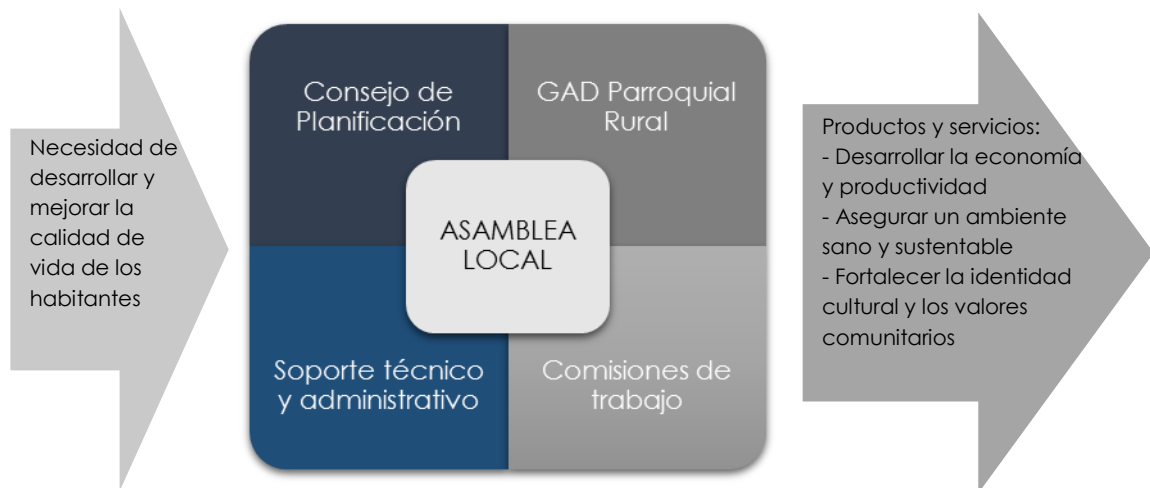 Necesidad de
desarrollar y
mejorar la
calidad de
vida de los
habitantes
Consejo de
Planificación
GAD Parroquial
Rural
ASAMBLEA
LOCAL
Soporte técnico
y administrativo
Comisiones de
trabajo
Productos y servicios:
- Desarrollar la economía
y productividad
- Asegurar un ambiente
sano y sustentable
- Fortalecer la identidad
cultural y los valores
comunitarios